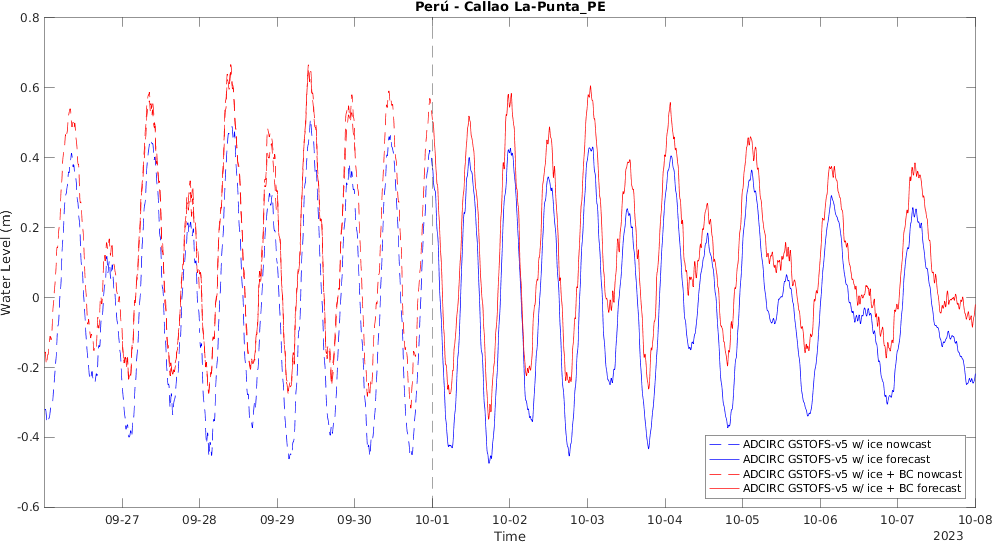 Perú - Callao La-Punta_PE
0.8
0.6
0.4
0.2
0
-0.2
-0.4
-0.6
Water Level (m)
ADCIRC GSTOFS-v5 w/ ice nowcast
ADCIRC GSTOFS-v5 w/ ice forecast
ADCIRC GSTOFS-v5 w/ ice + BC nowcast
ADCIRC GSTOFS-v5 w/ ice + BC forecast
09-27 09-28 09-29 09-30 10-01 10-02 10-03 10-04 10-05 10-06 10-07 10-08
Time
2023